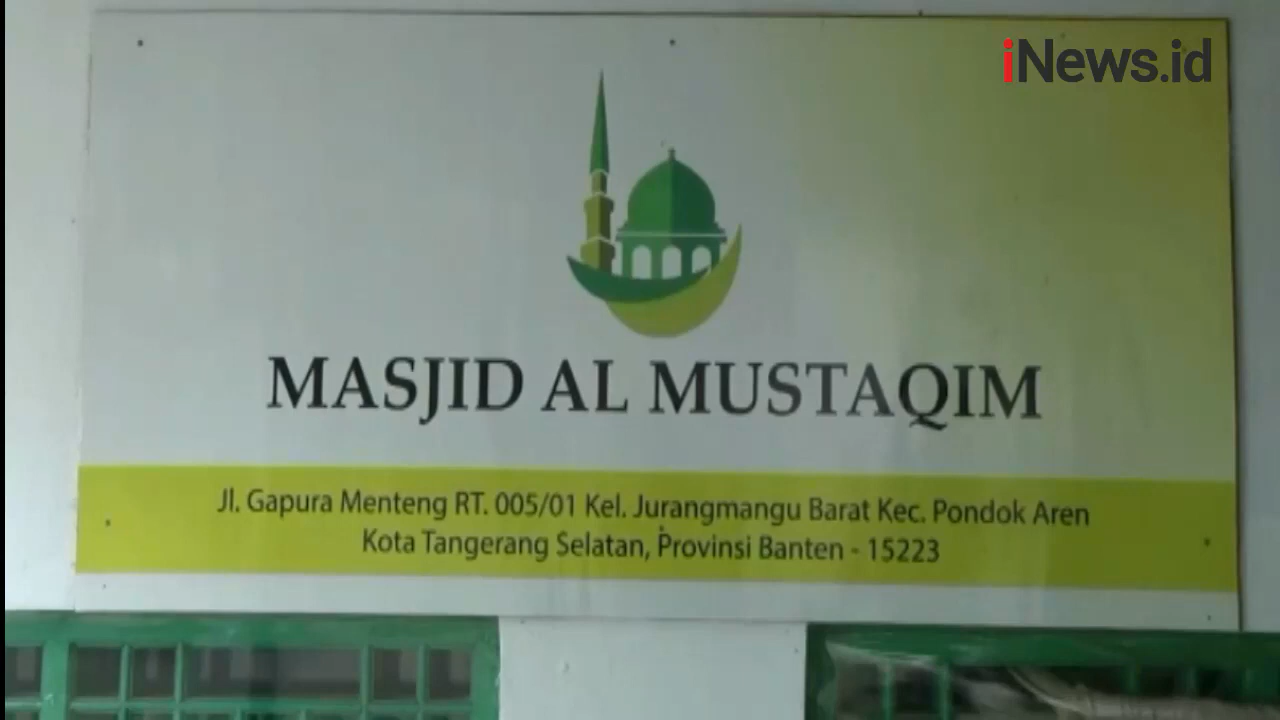 iNews.id
MASJID AL MUSTAQIM
Jl. Gapura Menteng RT. 005/01 Kel. Jurangmangu Barat Kec. Pondok Aren
Kota Tangerang Selatan, Provinsi Banten - 15223